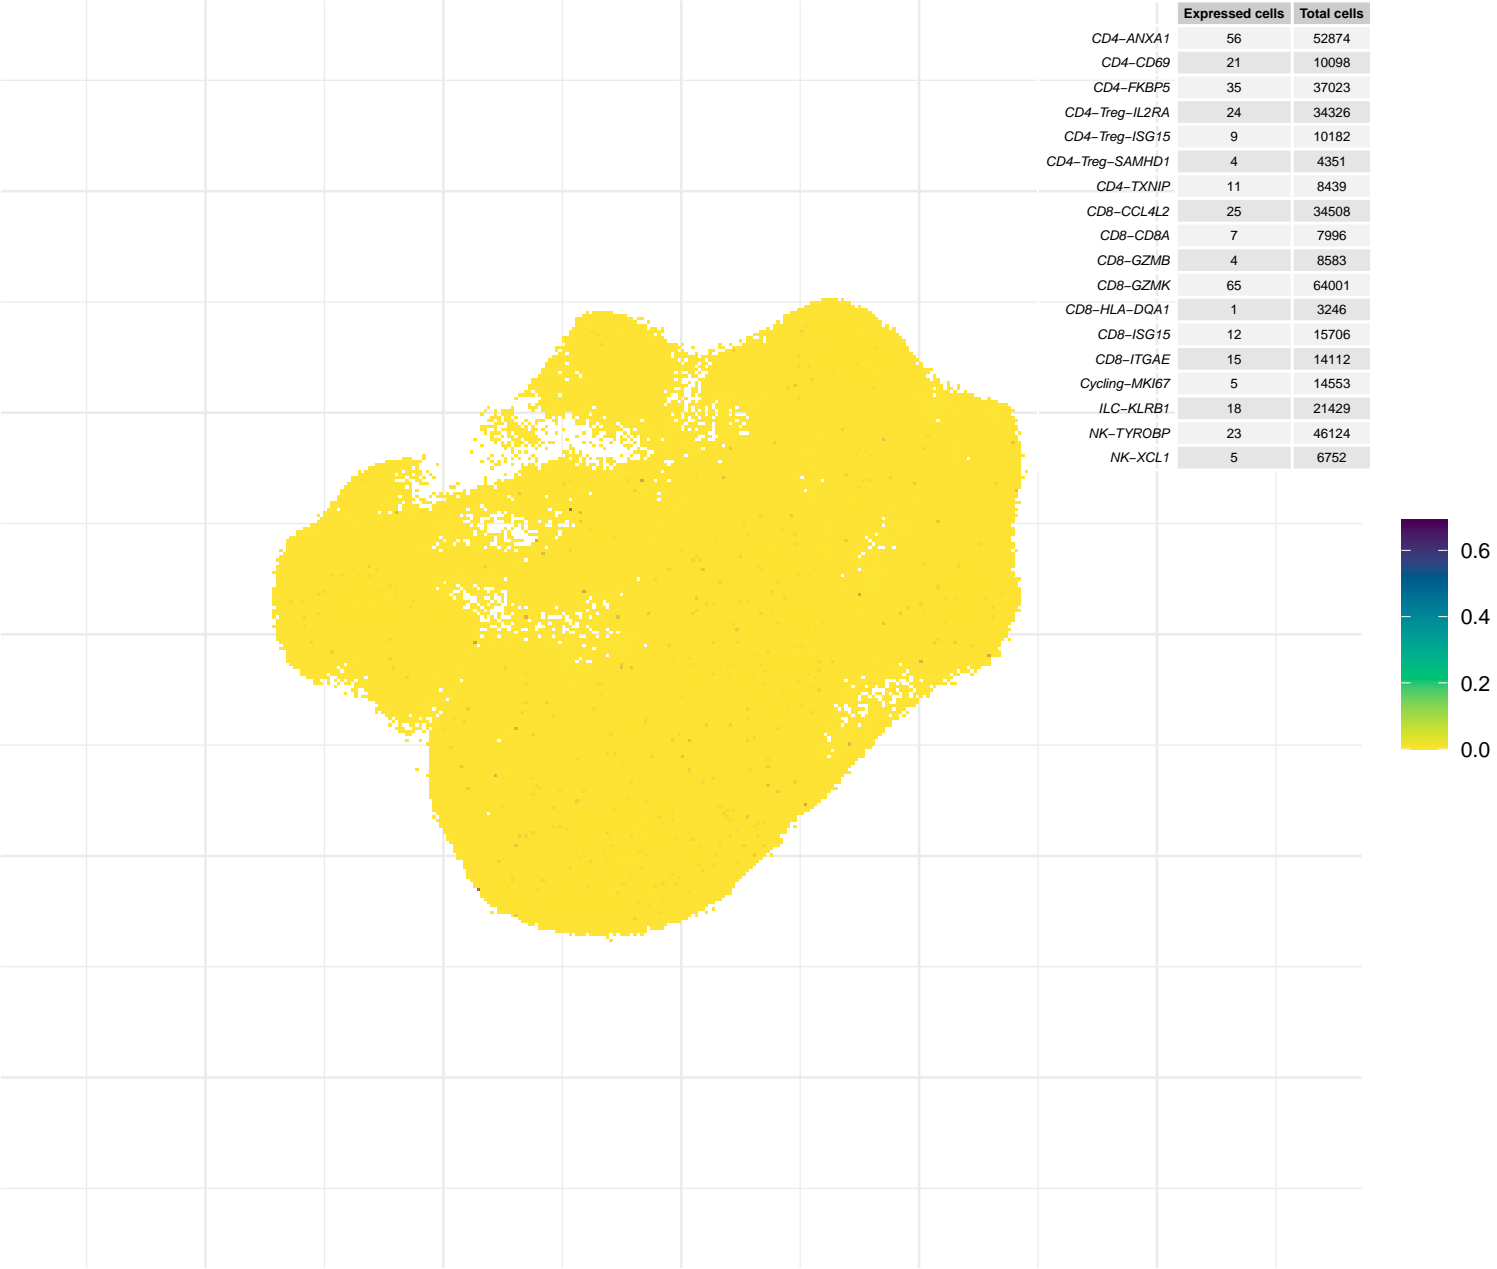 Expressed cells Total cells
CD4−ANXA1 56 52874
CD4−CD69 21 10098
CD4−FKBP5 35 37023
CD4−Treg−IL2RA 24 34326
CD4−Treg−ISG15 9 10182
CD4−Treg−SAMHD1 4 4351
CD4−TXNIP 11 8439
CD8−CCL4L2 25 34508
CD8−CD8A 7 7996
CD8−GZMB 4 8583
CD8−GZMK 65 64001
CD8−HLA−DQA1 1 3246
CD8−ISG15 12 15706
CD8−ITGAE 15 14112
Cycling−MKI67 5 14553
ILC−KLRB1 18 21429
NK−TYROBP 23 46124
NK−XCL1 5 6752
0.6
0.4
0.2
0.0